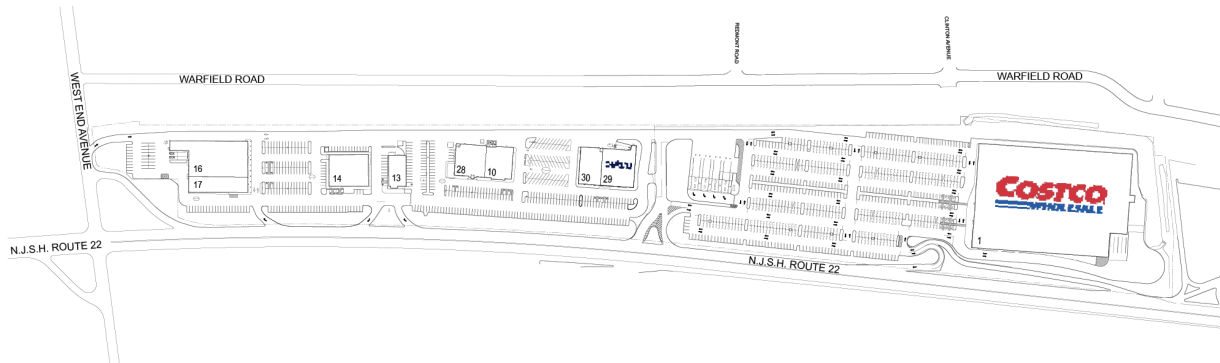 REDMONT ROAD
CLINTON AVENUE
WARFIELD ROAD
WARFIELD ROAD
WEST END AVENUE
16
17
14
13
28
10
30
29
COSTCO
WHOLESALE
1
N.J.S.H. ROUTE 22
N.J.S.H. ROUTE 22